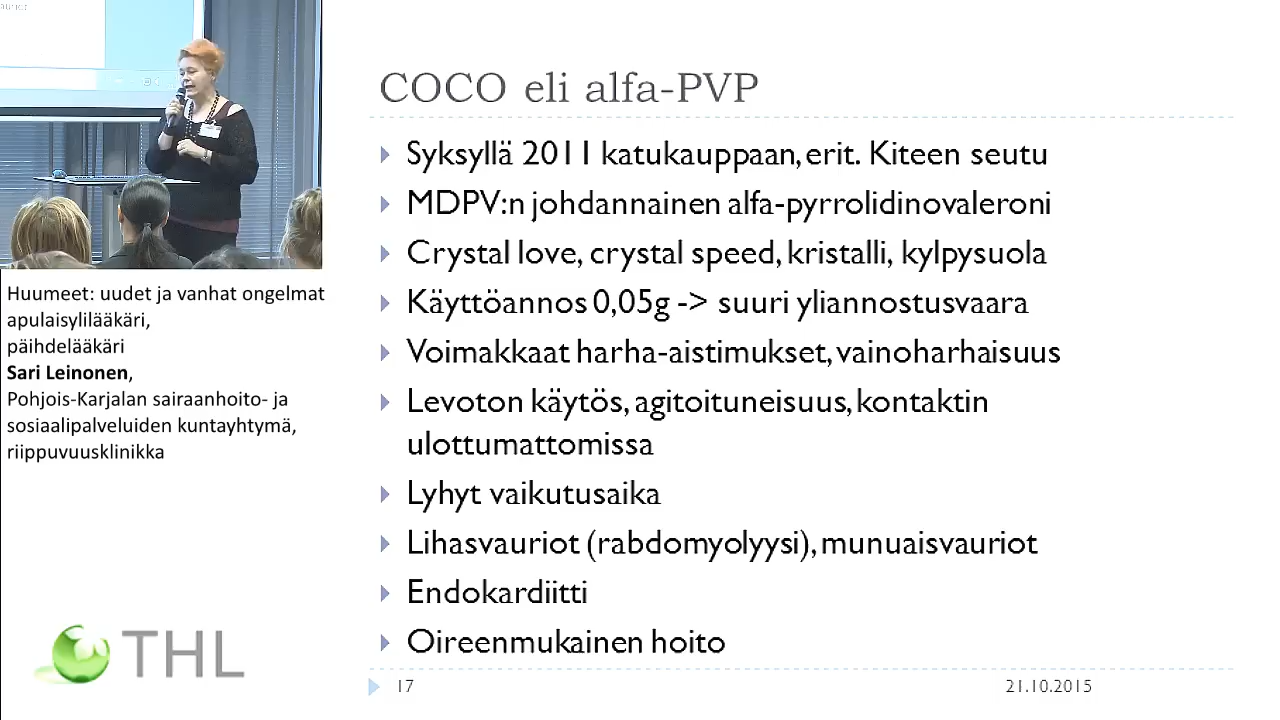 COCO eli alfa-PVP
Syksyllä 2011 katukauppaan, erit. Kiteen seutu
MDPV:n johdannainen alfa-pyrrolidinovaleroni
Crystal love, crystal speed, kristalli, kylpysuola
Käyttöannos 0,05g -> suuri yliannostusvaara
Voimakkaat harha-aistimukset, vainoharhaisuus
Levoton käytös, agitoituneisuus, kontaktin
ulottumattomissa
Lyhyt vaikutusaika
Lihasvauriot (rabdomyolyysi), munuaisvauriot
Endokardiitti
Oireenmukainen hoito
17
21.10.2015
Huumeet: uudet ja vanhat ongelmat
apulaisylilääkäri,
päihdelääkäri
Sari Leinonen,
Pohjois-Karjalan sairaanhoito- ja
sosiaalipalveluiden kuntayhtymä,
riippuvuusklinikka
THL